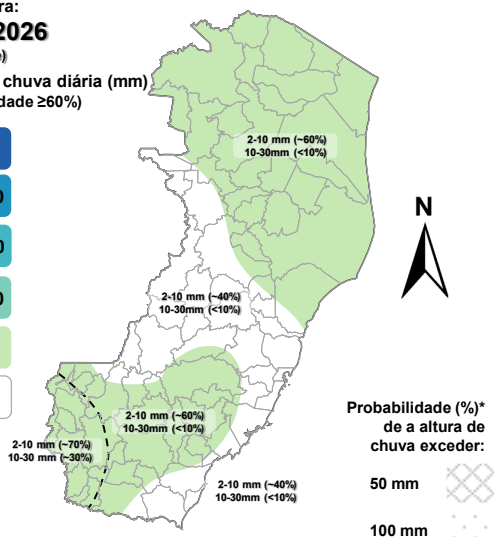 ra:
2026
)
chuva diária (mm)
dade ≥60%)
0
0
0
2-10 mm (~60%)
10-30mm (<10%)
N
2-10 mm (~40%)
10-30mm (<10%)
2-10 mm (~60%)
10-30mm (<10%)
2-10 mm (~70%)
10-30 mm (~30%)
2-10 mm (~40%)
10-30mm (<10%)
Probabilidade (%)*
de a altura de
chuva exceder:
50 mm
100 mm